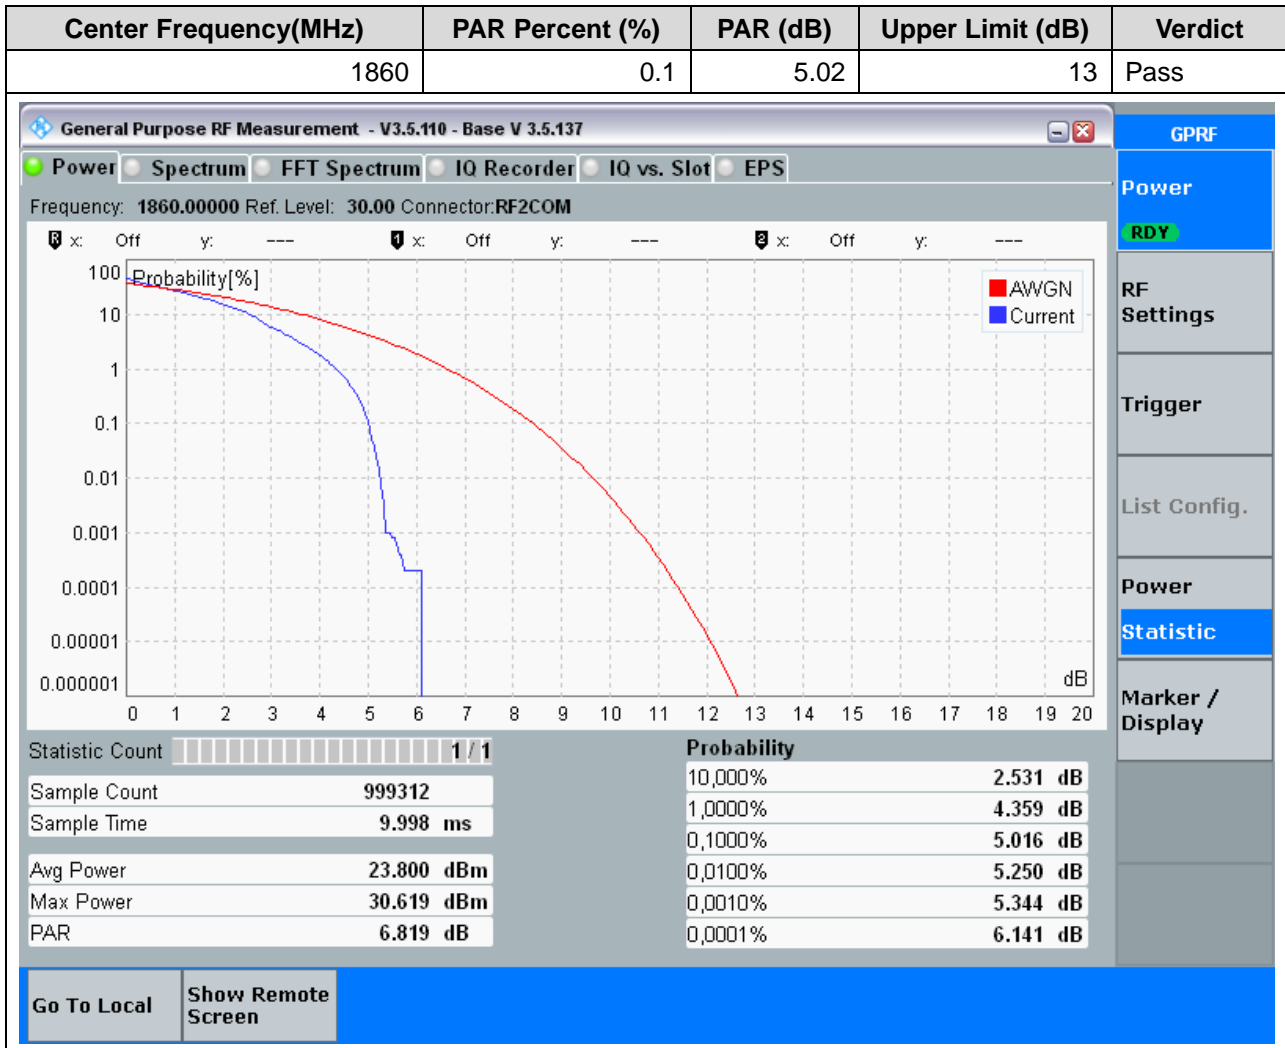 Center Frequency(MHz) PAR Percent (%) PAR (dB) Upper Limit (dB) Verdict
1860 0.1 5.02 13 Pass
General Purpose RF Measurement - V3.5.110 - Base V 3.5.137
GPRF
Power Spectrum FFT Spectrum IQ Recorder IQ vs. Slot EPS
Power
RDY
Frequency: 1860.00000 Ref. Level: 30.00 Connector:RF2COM
R x: Off y: --- 1 x: Off y: --- 2 x: Off y: ---
Probability[%]
AWGN
Current
100
10
1
0.1
0.01
0.001
0.0001
0.00001
0.000001
dB
0 1 2 3 4 5 6 7 8 9 10 11 12 13 14 15 16 17 18 19 20
RF
Settings
Trigger
List Config.
Power
Statistic
Marker /
Display
Statistic Count 1 / 1
Sample Count 999312
Sample Time 9.998 ms
Avg Power 23.800 dBm
Max Power 30.619 dBm
PAR 6.819 dB
Probability
10,000% 2.531 dB
1,0000% 4.359 dB
0,1000% 5.016 dB
0,0100% 5.250 dB
0,0010% 5.344 dB
0,0001% 6.141 dB
Go To Local
Show Remote
Screen